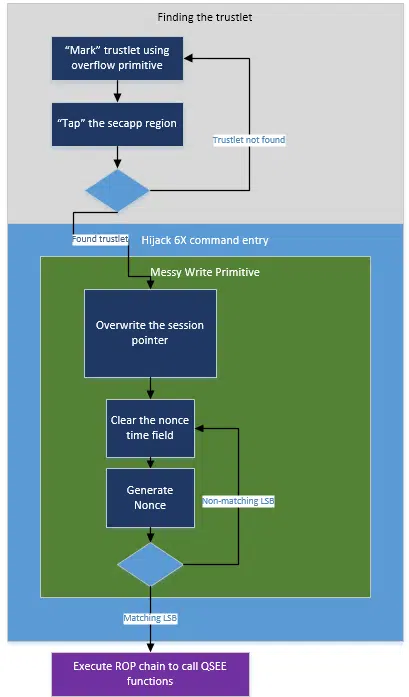 Finding the trustlet
“Mark” trustlet using
overflow primitive
“Tap” the secapp region
Trustlet not found
Found trustlet
Hijack 6X command entry
Messy Write Primitive
Overwrite the session
pointer
Clear the nonce
time field
Generate
Nonce
Non-matching LSB
Matching LSB
Execute ROP chain to call QSEE
functions